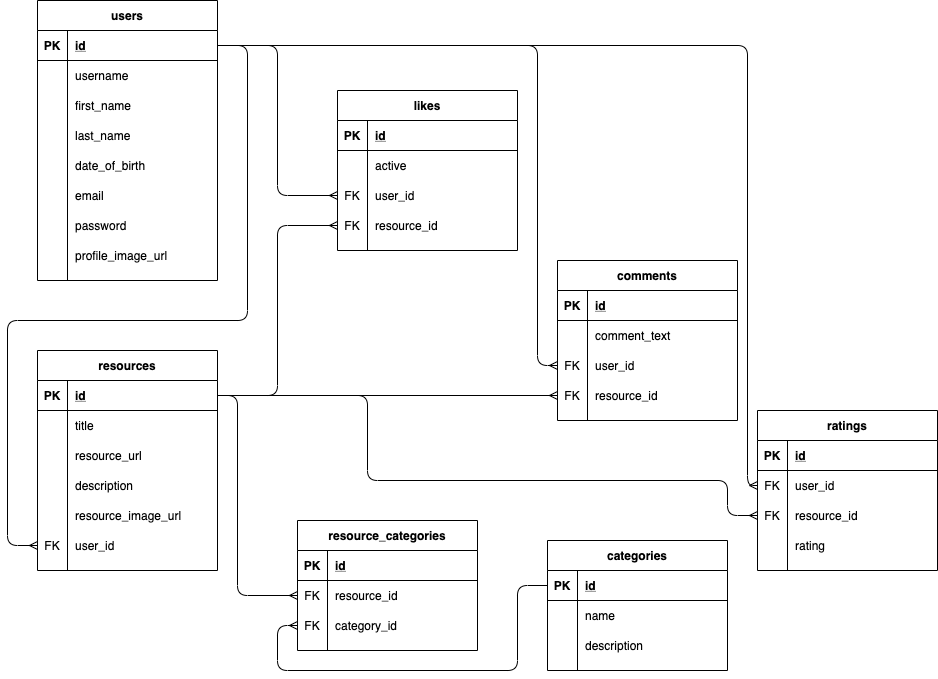 users
PK id
username
first_name
last_name
date_of_birth
email
password
profile_image_url
likes
PK id
active
FK user_id
FK resource_id
comments
PK id
comment_text
FK user_id
FK resource_id
resources
PK id
title
resource_url
description
resource_image_url
FK user_id
ratings
PK id
FK user_id
FK resource_id
rating
resource_categories
PK id
FK resource_id
FK category_id
categories
PK id
name
description